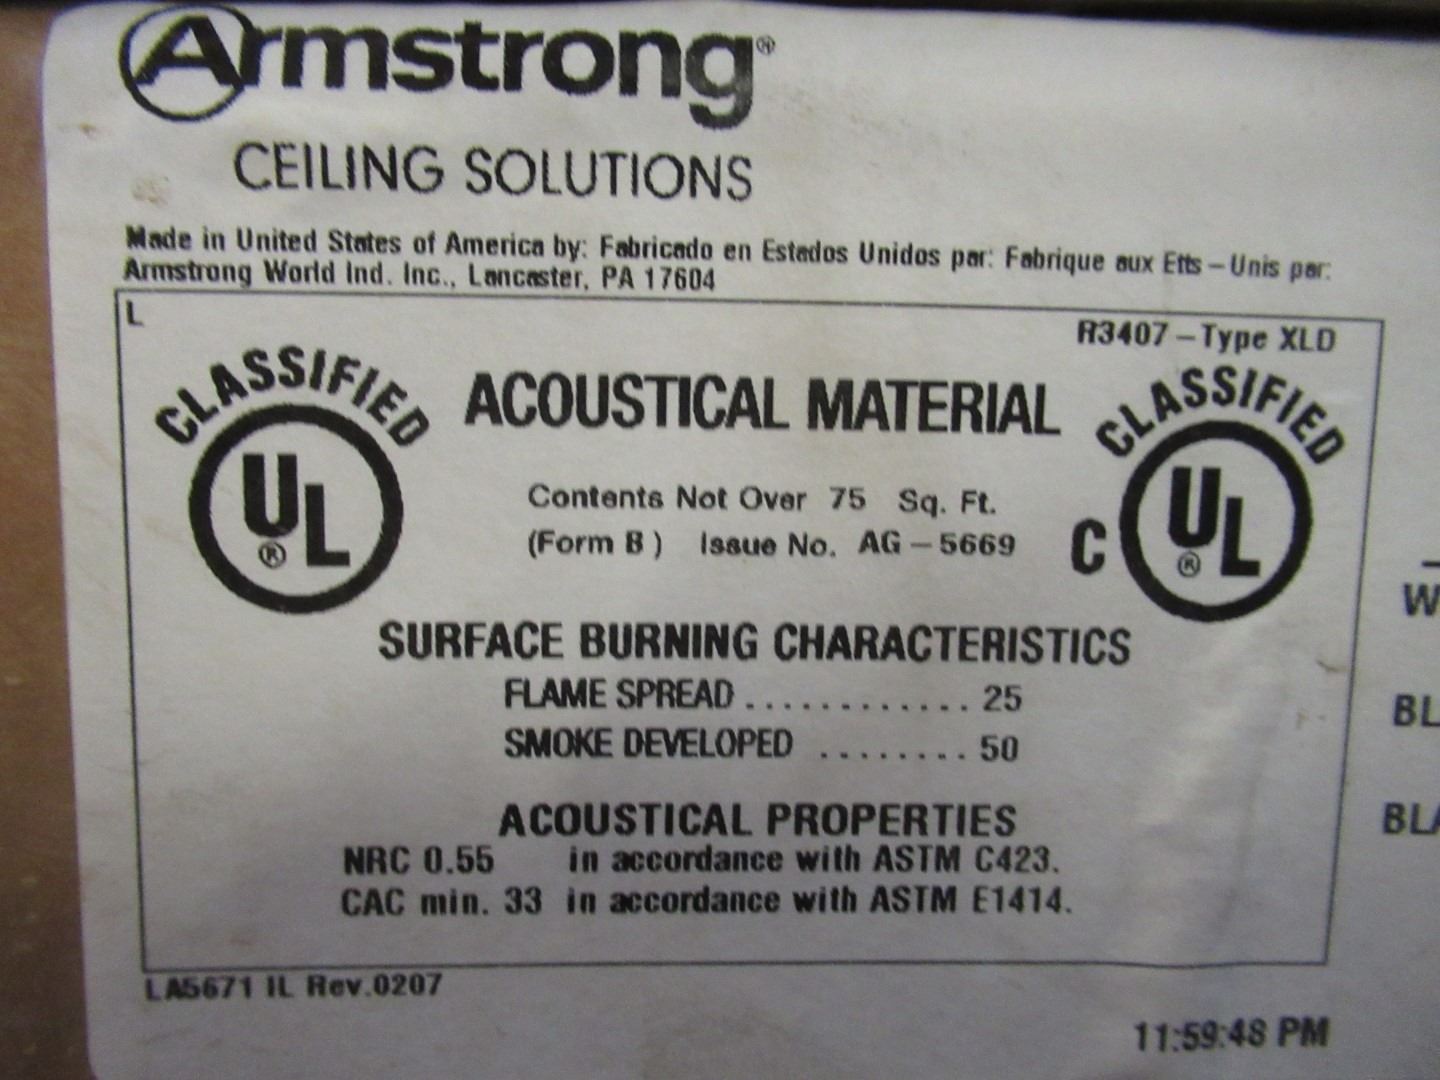 Armstrong®
CEILING SOLUTIONS
Made in United States of America by: Fabricado en Estados Unidos par: Fabrique aux Etts – Unis par:
Armstrong World Ind. Inc., Lancaster, PA 17604
L
R3407 – Type XLD
CLASSIFIED
UL®
ACOUSTICAL MATERIAL
CLASSIFIED
C UL®
Contents Not Over 75 Sq. Ft.
(Form B ) Issue No. AG – 5669
SURFACE BURNING CHARACTERISTICS
FLAME SPREAD ............ 25
SMOKE DEVELOPED ........ 50
ACOUSTICAL PROPERTIES
NRC 0.55 in accordance with ASTM C423.
CAC min. 33 in accordance with ASTM E1414.
LA5671 IL Rev.0207
11:59:48 PM
W
BL
BLA